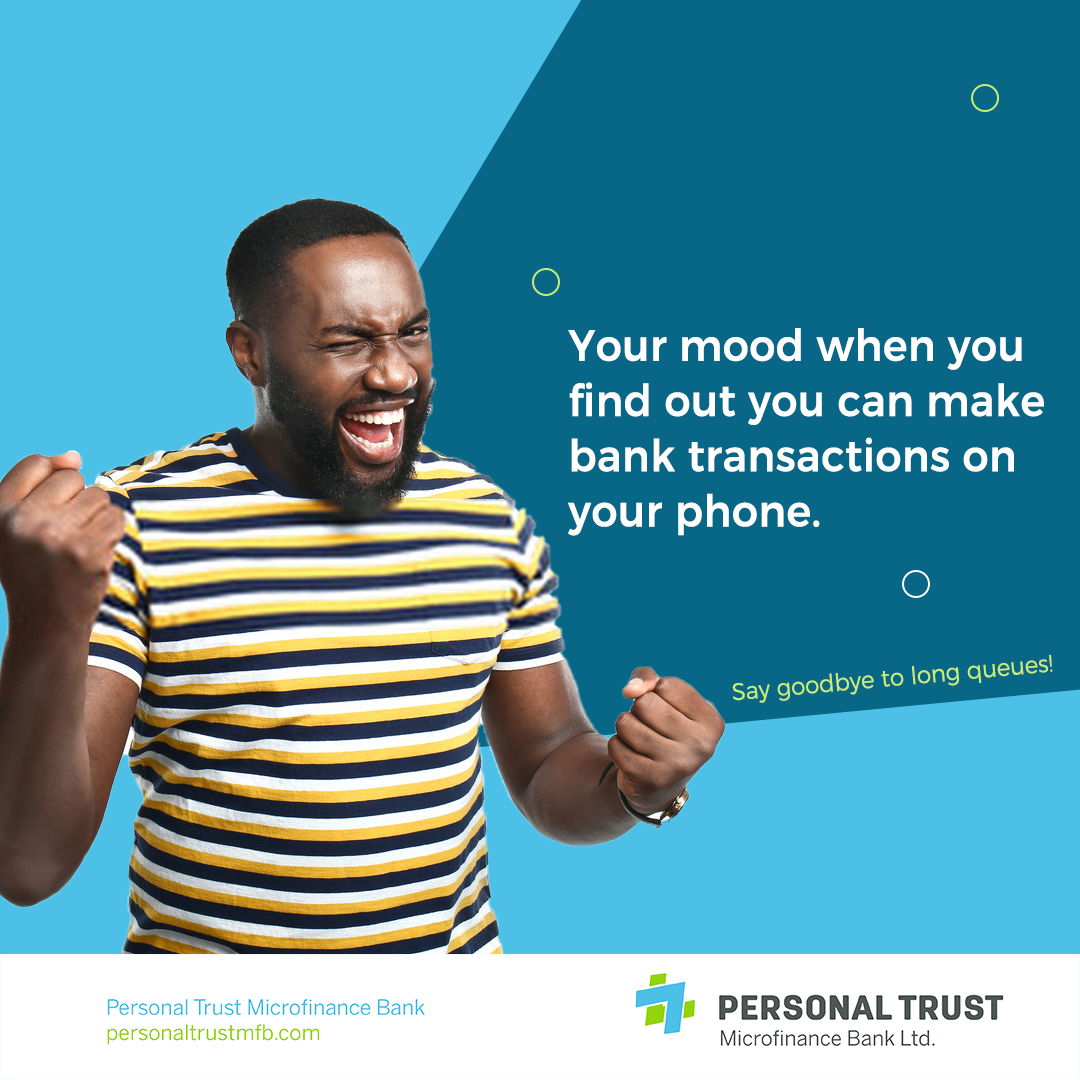 Your mood when you
find out you can make
bank transactions on
your phone.
Say goodbye to long queues!
Personal Trust Microfinance Bank
personaltrustmfb.com
PERSONAL TRUST
Microfinance Bank Ltd.